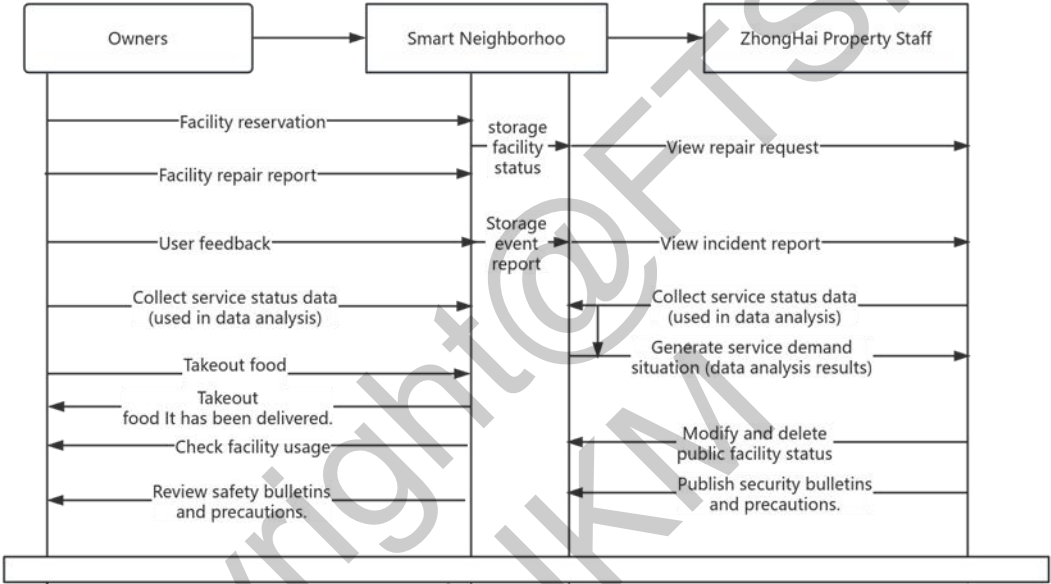 Owners
Smart Neighborhoo
ZhongHai Property Staff
Facility reservation
storage
facility
status
View repair request
Facility repair report
User feedback
Storage
event
report
View incident report
Collect service status data
(used in data analysis)
Collect service status data
(used in data analysis)
Generate service demand
situation (data analysis results)
Takeout food
Takeout
food It has been delivered.
Check facility usage
Modify and delete
public facility status
Review safety bulletins
and precautions.
Publish security bulletins
and precautions.